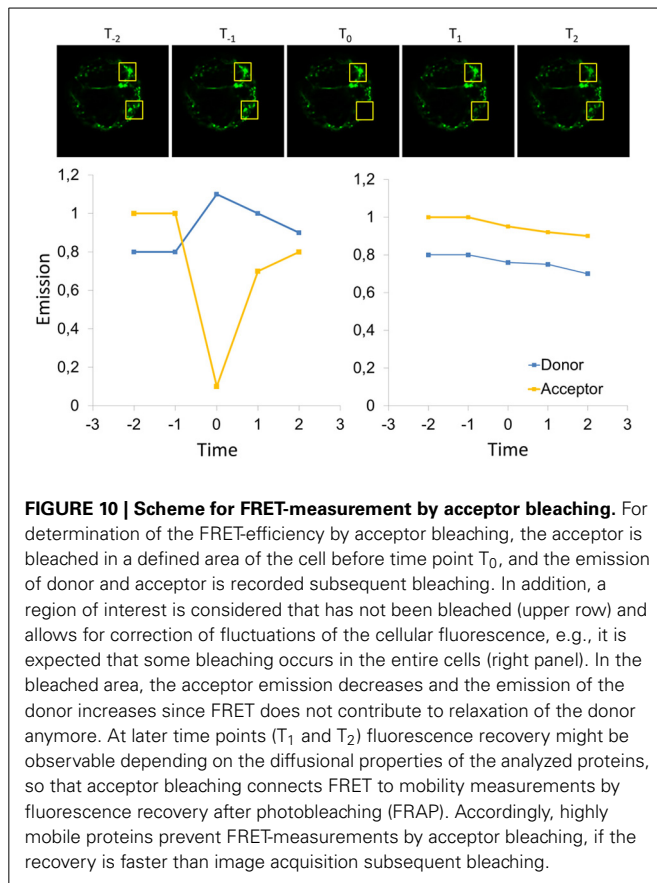 T-2 T-1 T0 T1 T2
1,2
1
0,8
0,6
0,4
0,2
0
Emission
-3 -2 -1 0 1 2 3
Time
1,2
1
0,8
0,6
0,4
0,2
0
Donor
Acceptor
-3 -2 -1 0 1 2 3
Time
FIGURE 10 | Scheme for FRET-measurement by acceptor bleaching. For
determination of the FRET-efficiency by acceptor bleaching, the acceptor is
bleached in a defined area of the cell before time point T0, and the emission
of donor and acceptor is recorded subsequent bleaching. In addition, a
region of interest is considered that has not been bleached (upper row) and
allows for correction of fluctuations of the cellular fluorescence, e.g., it is
expected that some bleaching occurs in the entire cells (right panel). In the
bleached area, the acceptor emission decreases and the emission of the
donor increases since FRET does not contribute to relaxation of the donor
anymore. At later time points (T1 and T2) fluorescence recovery might be
observable depending on the diffusional properties of the analyzed proteins,
so that acceptor bleaching connects FRET to mobility measurements by
fluorescence recovery after photobleaching (FRAP). Accordingly, highly
mobile proteins prevent FRET-measurements by acceptor bleaching, if the
recovery is faster than image acquisition subsequent bleaching.